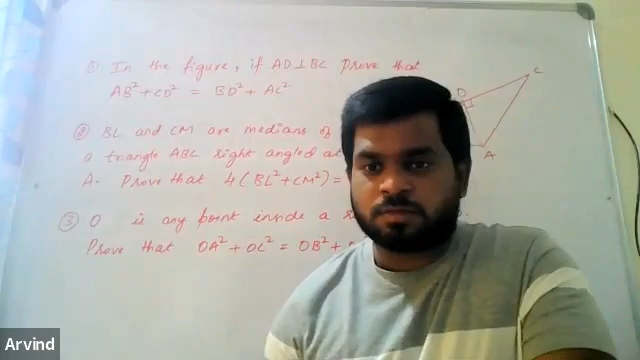 ① In the figure, if AD⊥BC prove that
AB² + CD² = BD² + AC²
D
C
A
② BL and CM are medians of
a triangle ABC right angled at
A. Prove that 4(BL² + CM²) =
③ O is any point inside a
Prove that OA² + OC² = OB² +
Arvind